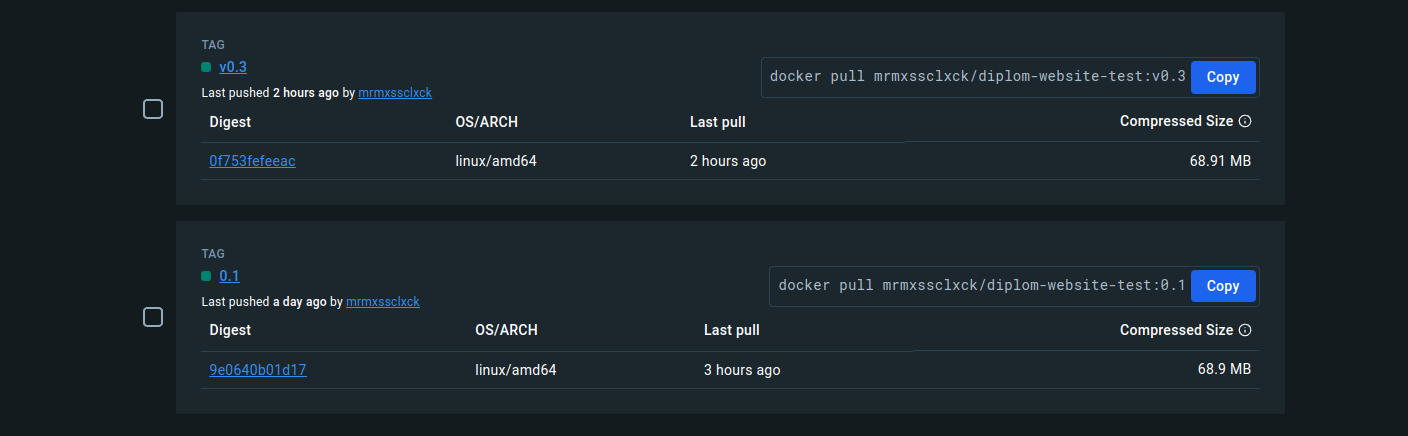 TAG
v0.3
docker pull mrmxssclxck/diplom-website-test:v0.3 Copy
Last pushed 2 hours ago by mrmxssclxck
Digest OS/ARCH Last pull Compressed Size
0f753fefeeac linux/amd64 2 hours ago 68.91 MB
TAG
0.1
docker pull mrmxssclxck/diplom-website-test:0.1 Copy
Last pushed a day ago by mrmxssclxck
Digest OS/ARCH Last pull Compressed Size
9e0640b01d17 linux/amd64 3 hours ago 68.9 MB